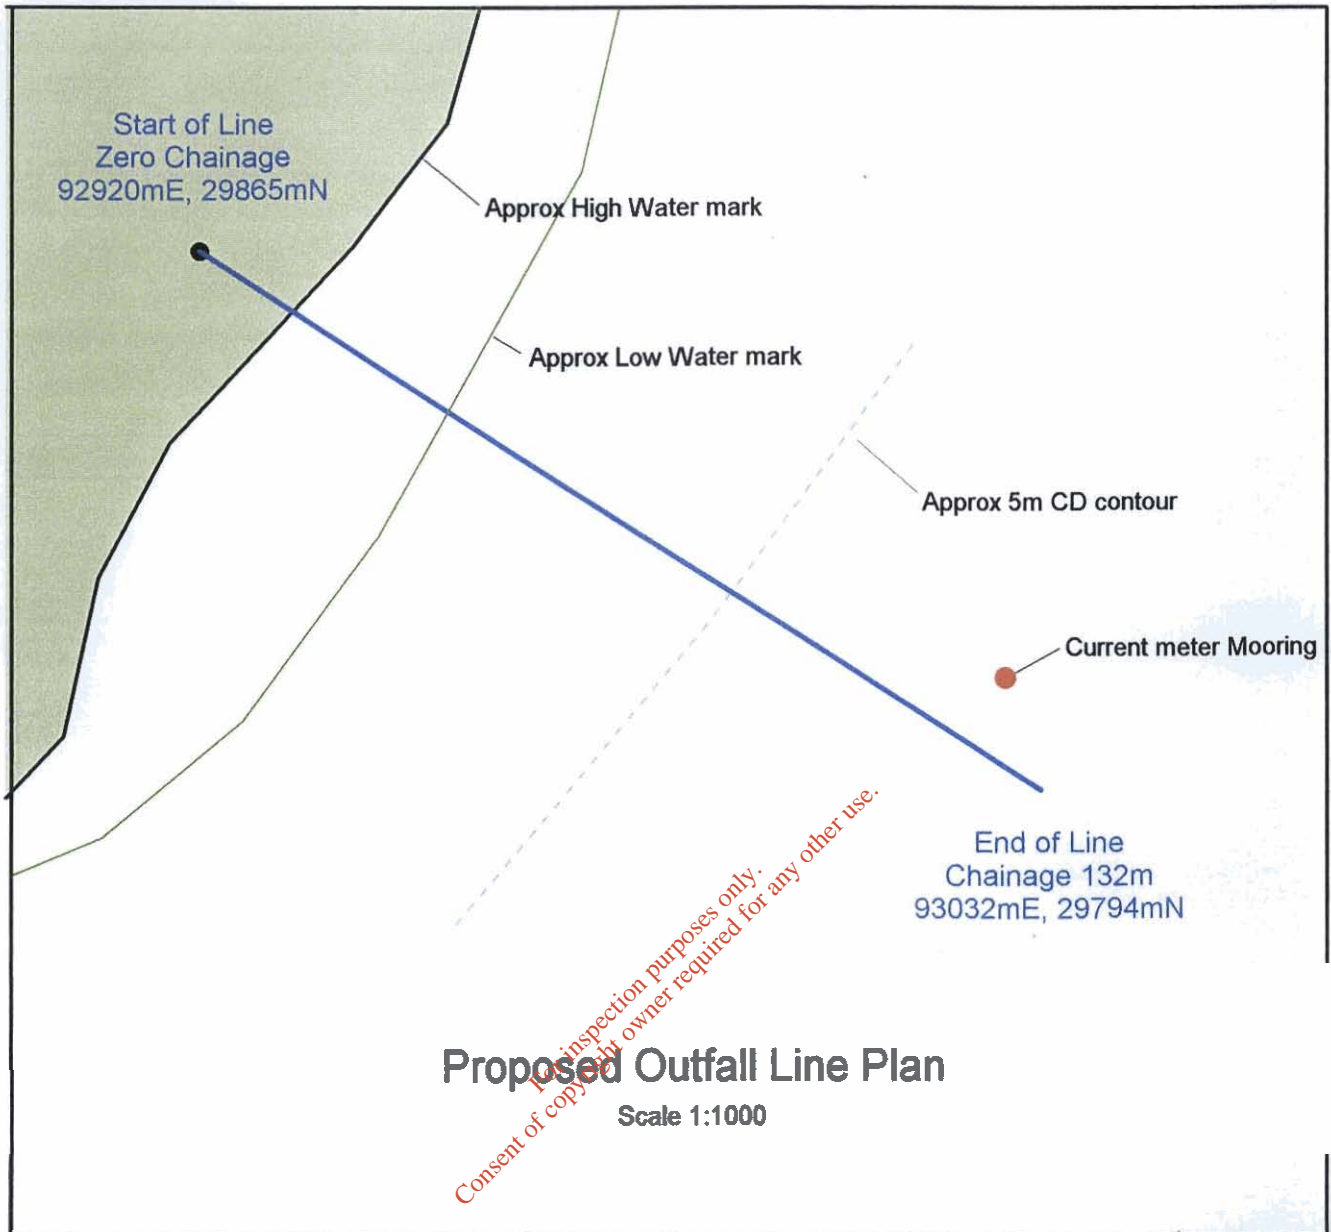 Start of Line
Zero Chainage
92920mE, 29865mN
Approx High Water mark
Approx Low Water mark
Approx 5m CD contour
Current meter Mooring
End of Line
Chainage 132m
93032mE, 29794mN
For inspection purposes only.
Consent of copyright owner required for any other use.
Proposed Outfall Line Plan
Scale 1:1000